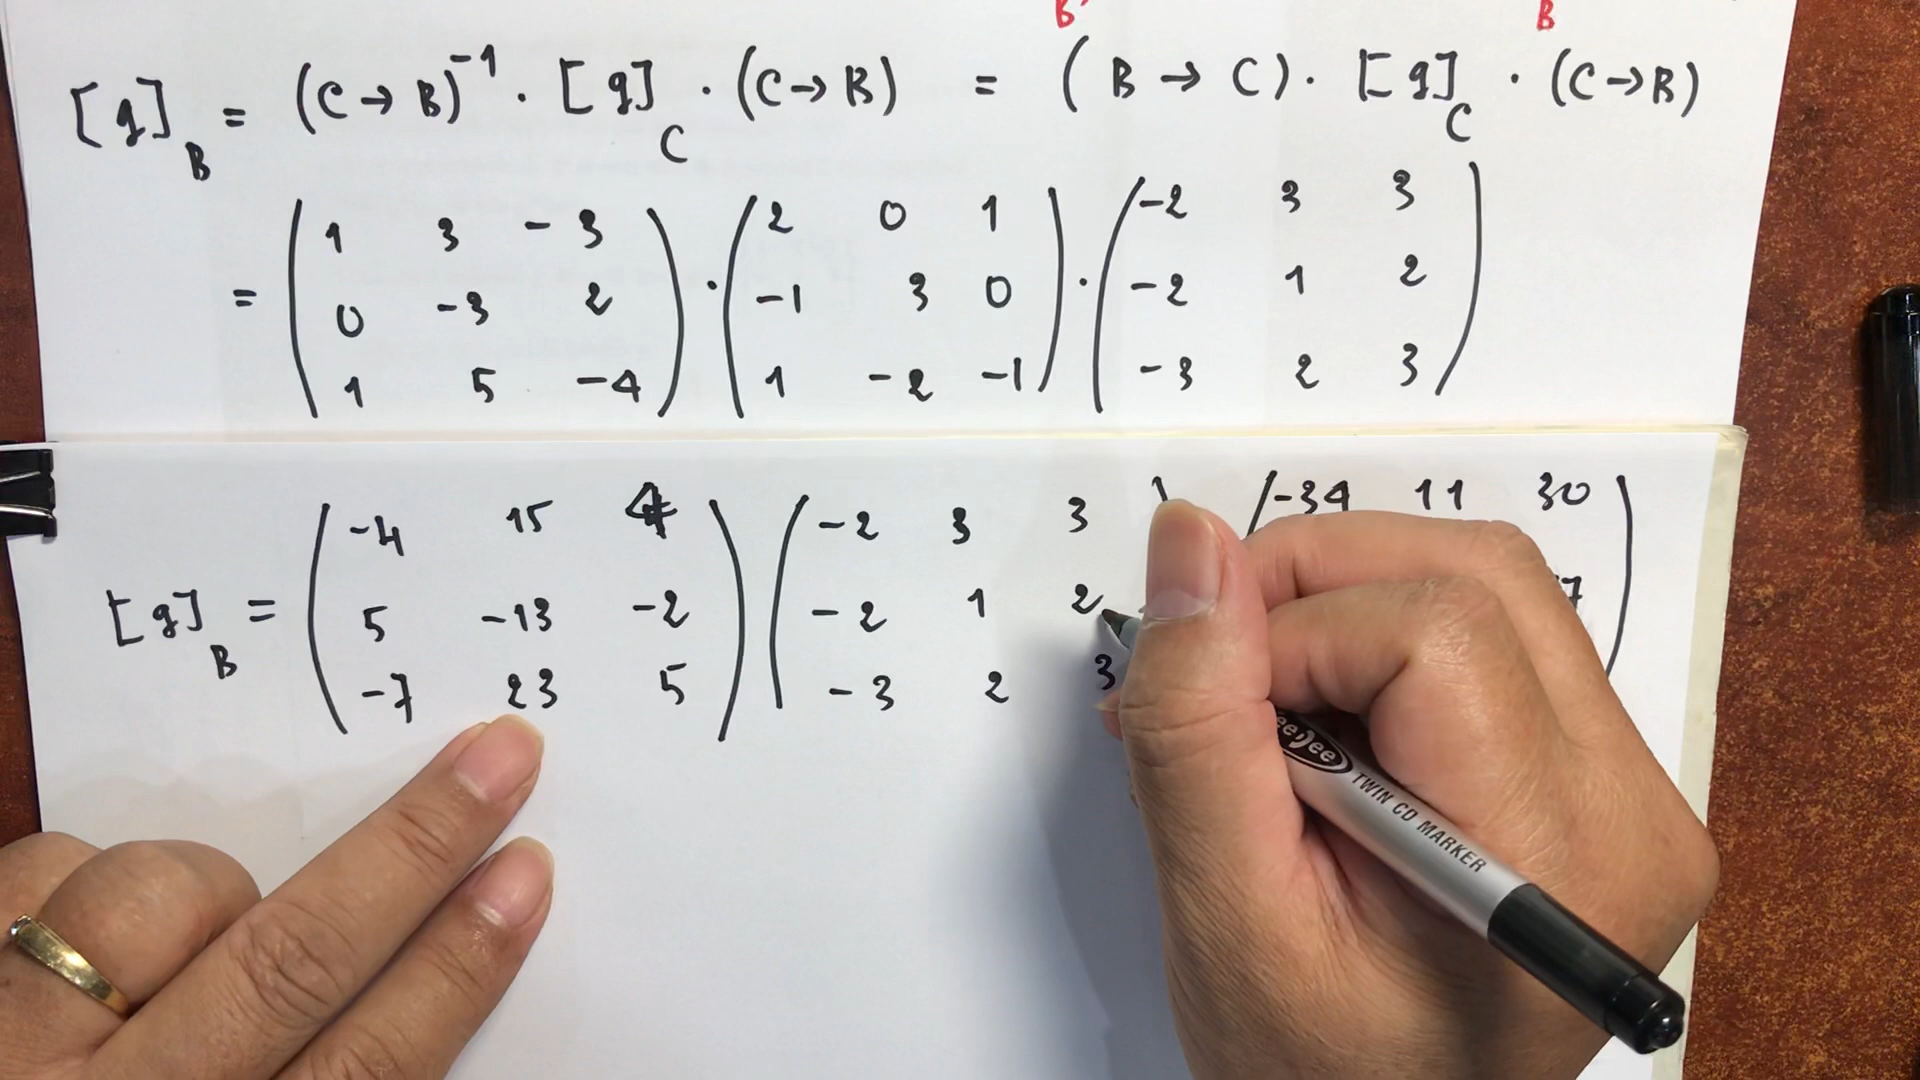 B' B
[g]_B = (C→B)^-1 · [g]_C · (C→B) = (B → C) · [g]_C · (C→B)
= (1 3 -3) · (2 0 1) · (-2 3 3)
(0 -3 2) (-1 3 0) (-2 1 2)
(1 5 -4) (1 -2 -1) (-3 2 3)
(-4 15 4) (-2 3 3) (-34 11 30)
[g]_B = (5 -13 -2) (-2 1 2) 7)
(-7 23 5) (-3 2 3)
TWIN CD MARKER